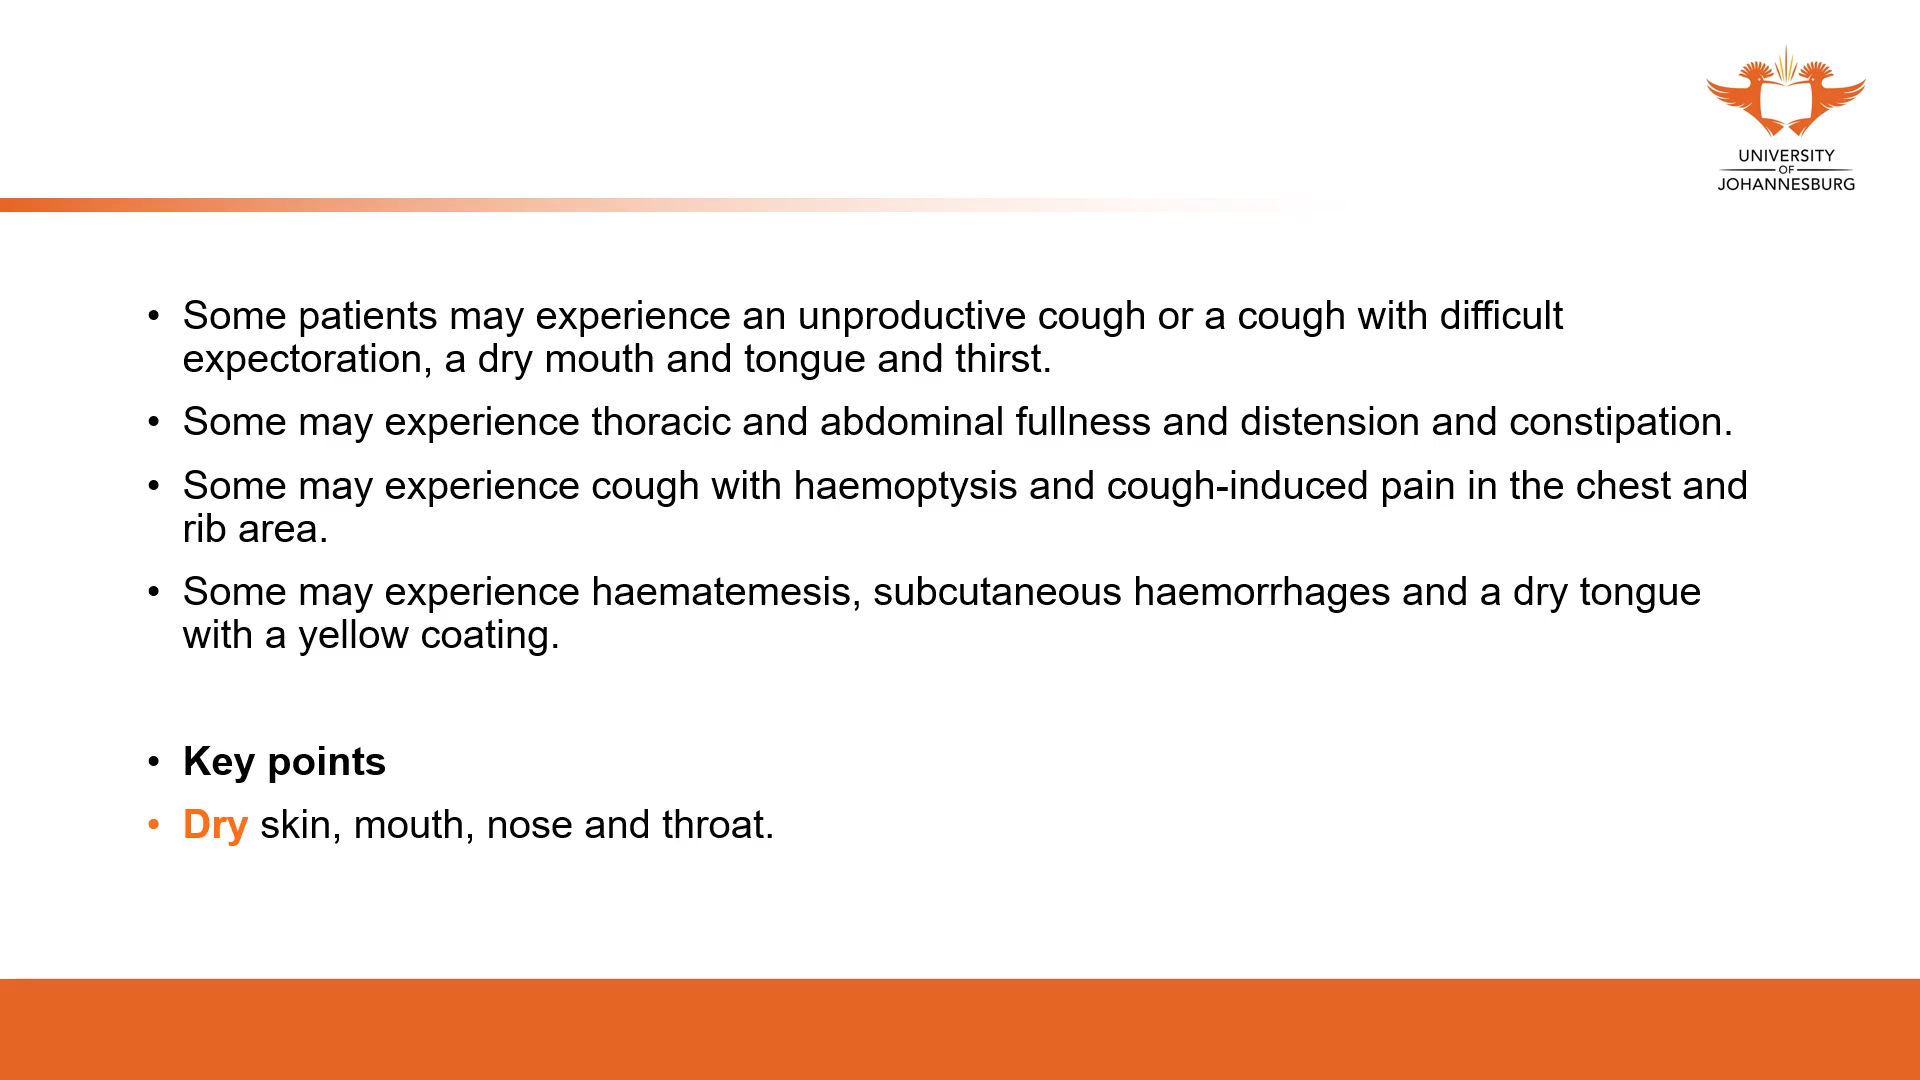 UNIVERSITY
OF
JOHANNESBURG
• Some patients may experience an unproductive cough or a cough with difficult
expectoration, a dry mouth and tongue and thirst.
• Some may experience thoracic and abdominal fullness and distension and constipation.
• Some may experience cough with haemoptysis and cough-induced pain in the chest and
rib area.
• Some may experience haematemesis, subcutaneous haemorrhages and a dry tongue
with a yellow coating.
• Key points
• Dry skin, mouth, nose and throat.